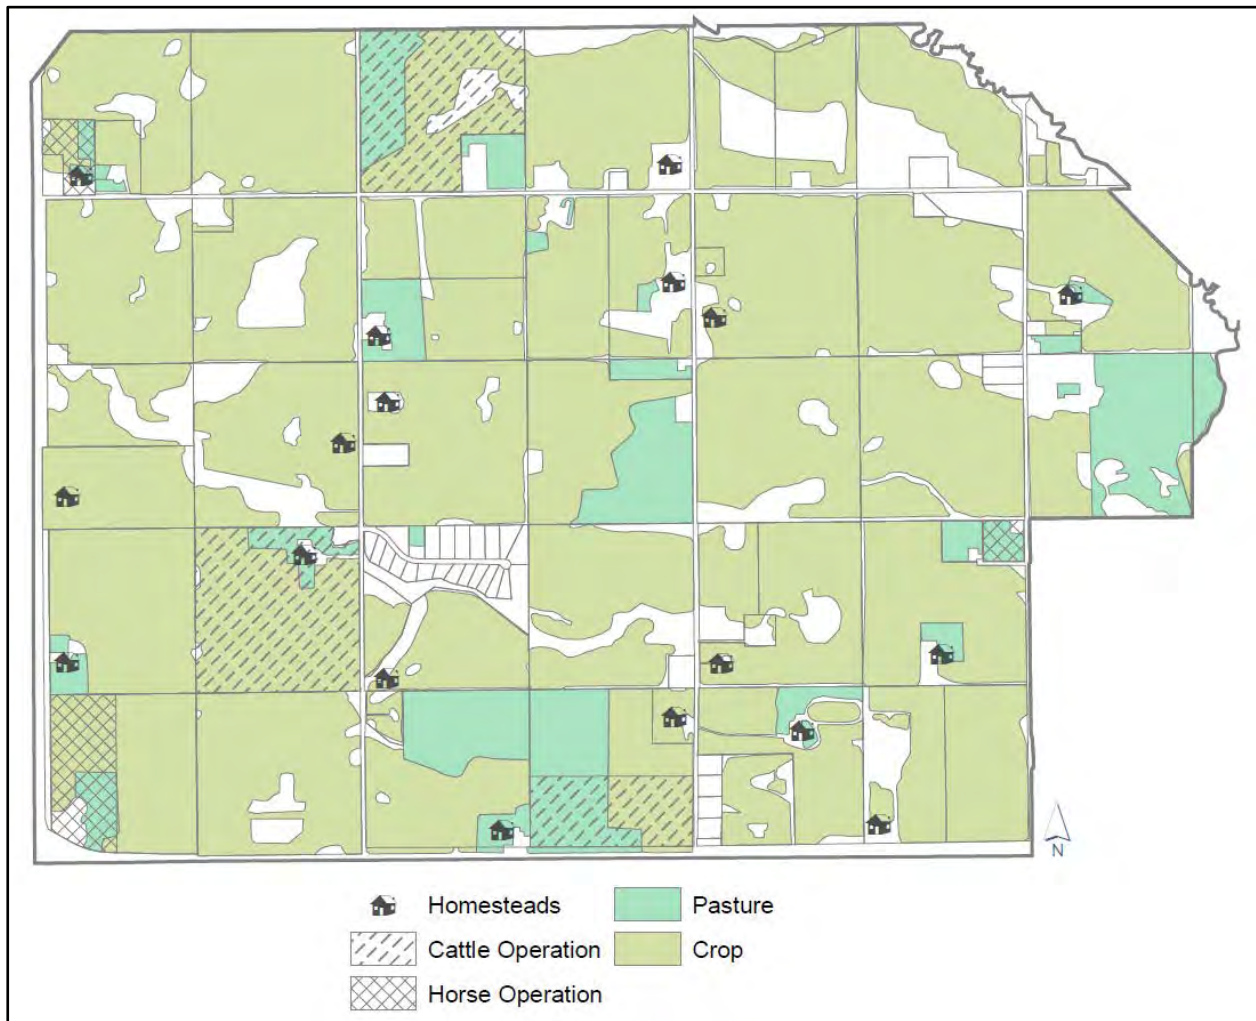 N
Homesteads
Pasture
Cattle Operation
Crop
Horse Operation